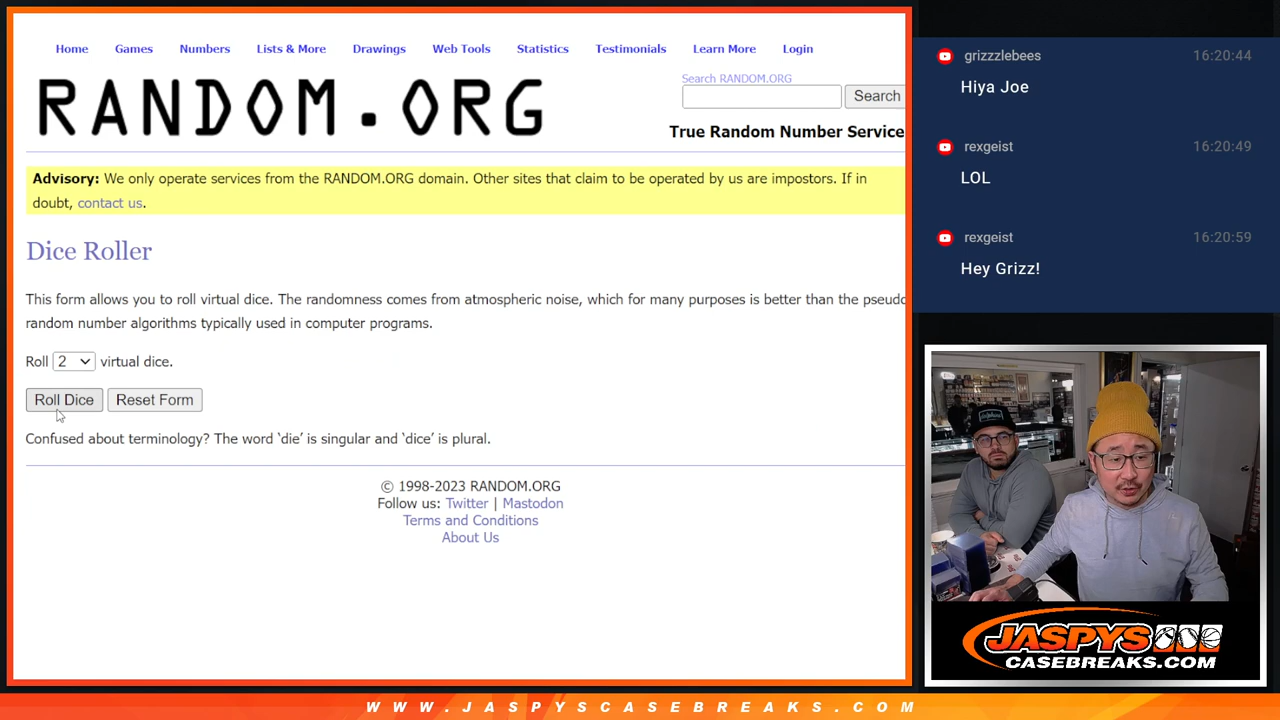 Home Games Numbers Lists & More Drawings Web Tools Statistics Testimonials Learn More Login
RANDOM.ORG
Search RANDOM.ORG
Search
True Random Number Service
Advisory: We only operate services from the RANDOM.ORG domain. Other sites that claim to be operated by us are impostors. If in
doubt, contact us.
Dice Roller
This form allows you to roll virtual dice. The randomness comes from atmospheric noise, which for many purposes is better than the pseudo
random number algorithms typically used in computer programs.
Roll 2 virtual dice.
Roll Dice Reset Form
Confused about terminology? The word ‘die’ is singular and ‘dice’ is plural.
© 1998-2023 RANDOM.ORG
Follow us: Twitter | Mastodon
Terms and Conditions
About Us
grizzzlebees 16:20:44
Hiya Joe
rexgeist 16:20:49
LOL
rexgeist 16:20:59
Hey Grizz!
JASPYS
CASEBREAKS.COM
WWW.JASPYSCASEBREAKS.COM